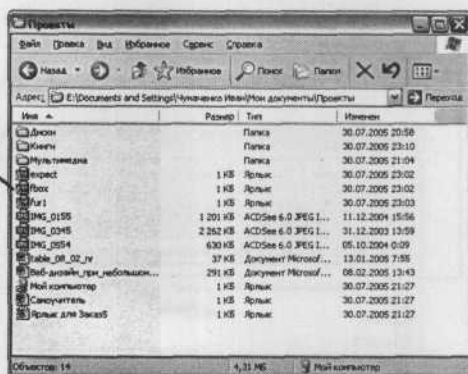 Проекты
Файл Правка Вид Избранное Сервис Справка
Назад Избранное Поиск Папки
Адрес: E:\Documents and Settings\Чумаченко Иван\Мои документы\Проекты Переход
Имя Размер Тип Изменен
Диски Папка 30.07.2005 20:58
Книги Папка 30.07.2005 23:10
Мультимедиа Папка 30.07.2005 21:04
expect 1 КБ Ярлык 30.07.2005 23:02
fbox 1 КБ Ярлык 30.07.2005 23:02
fur1 1 КБ Ярлык 30.07.2005 23:03
IMG_0155 1 201 КБ ACDSee 6.0 JPEG I... 11.12.2004 15:56
IMG_0345 2 262 КБ ACDSee 6.0 JPEG I... 31.12.2003 13:59
IMG_0554 630 КБ ACDSee 6.0 JPEG I... 05.10.2004 0:09
table_08_02_nr 37 КБ Документ Microsof... 13.01.2005 7:55
Веб-дизайн_при_небольшом... 291 КБ Документ Microsof... 08.02.2005 13:43
Мой компьютер 1 КБ Ярлык 30.07.2005 21:27
Самоучитель 1 КБ Ярлык 30.07.2005 21:27
Ярлык для Заказ5 1 КБ Ярлык 30.07.2005 21:27
Объектов: 14 4,31 МБ Мой компьютер